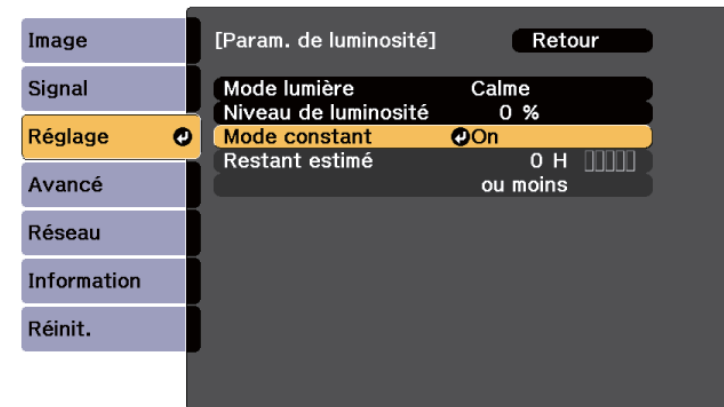 Image
Signal
Réglage
Avancé
Réseau
Information
Réinit.
[Param. de luminosité] Retour
Mode lumière Calme
Niveau de luminosité 0 %
Mode constant On
Restant estimé 0 H
ou moins